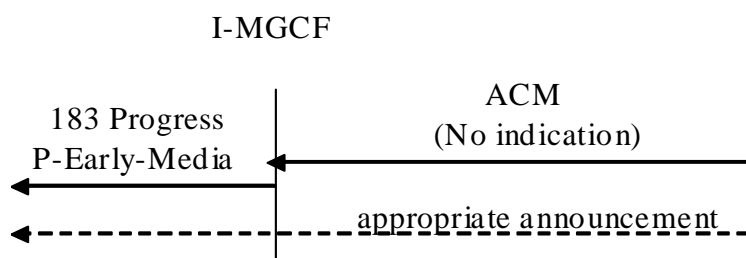 I-MGCF
ACM
(No indication)
183 Progress
P-Early-Media
appropriate announcement